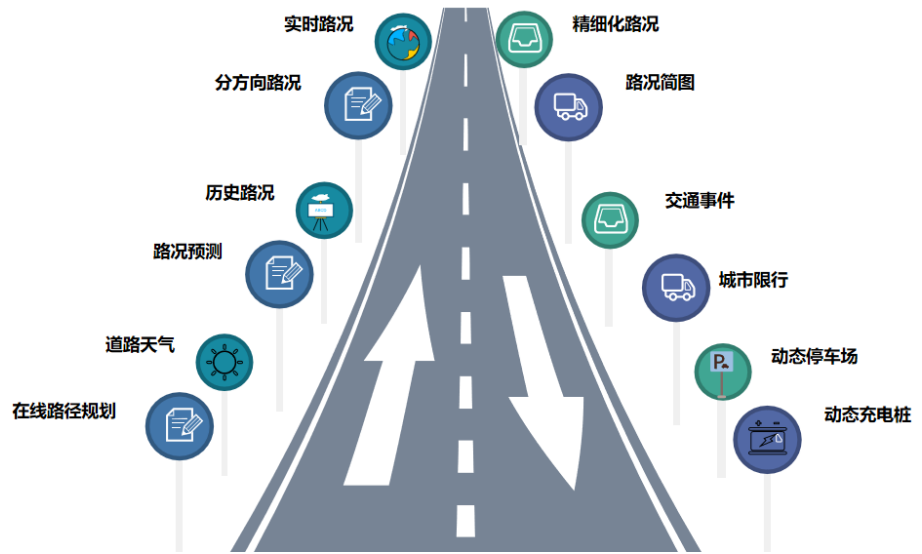 实时路况
精细化路况
分方向路况
路况简图
历史路况
交通事件
路况预测
城市限行
道路天气
动态停车场
在线路径规划
动态充电桩
P